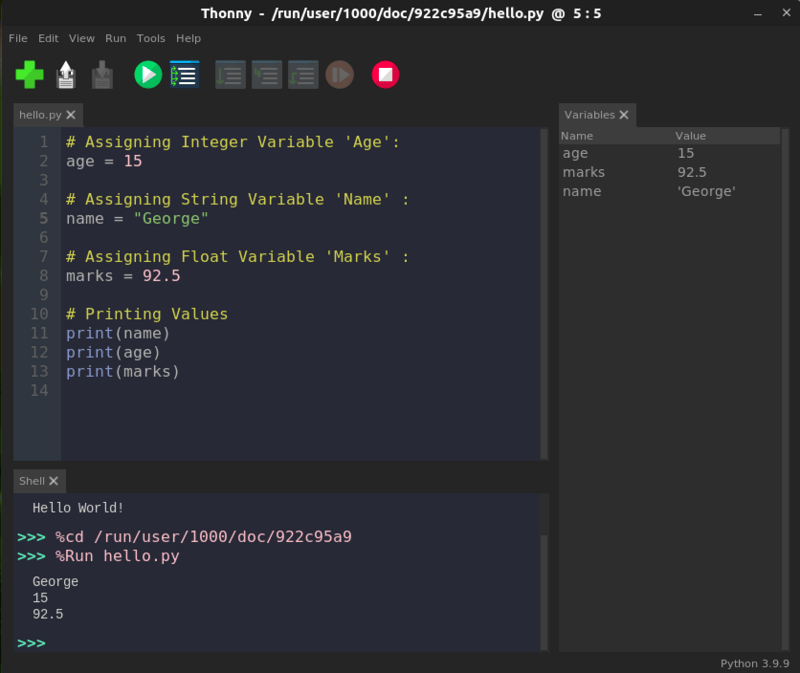 Thonny - /run/user/1000/doc/922c95a9/hello.py @ 5 : 5
File Edit View Run Tools Help
hello.py
1 # Assigning Integer Variable 'Age':
2 age = 15
3
4 # Assigning String Variable 'Name' :
5 name = "George"
6
7 # Assigning Float Variable 'Marks' :
8 marks = 92.5
9
10 # Printing Values
11 print(name)
12 print(age)
13 print(marks)
14
Variables
Name Value
age 15
marks 92.5
name 'George'
Shell
Hello World!
>>> %cd /run/user/1000/doc/922c95a9
>>> %Run hello.py
George
15
92.5
>>>
Python 3.9.9